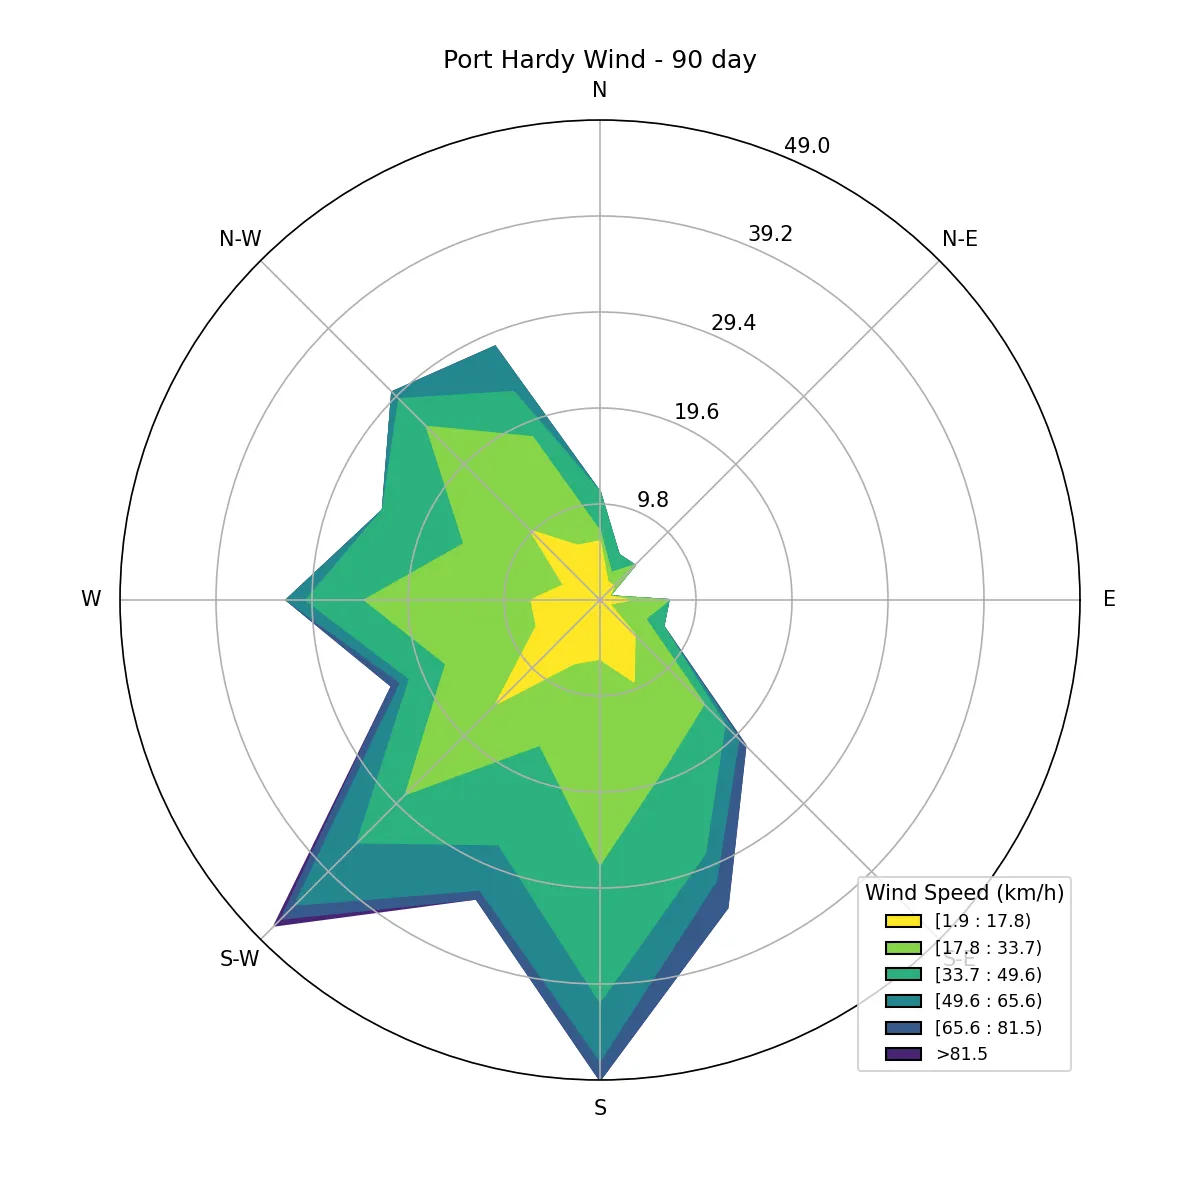 Port Hardy Wind - 90 day
N
49.0
N-W
39.2
N-E
29.4
19.6
9.8
W
E
Wind Speed (km/h)
[1.9 : 17.8)
[17.8 : 33.7)
S-W
S-E
[33.7 : 49.6)
[49.6 : 65.6)
[65.6 : 81.5)
>81.5
S